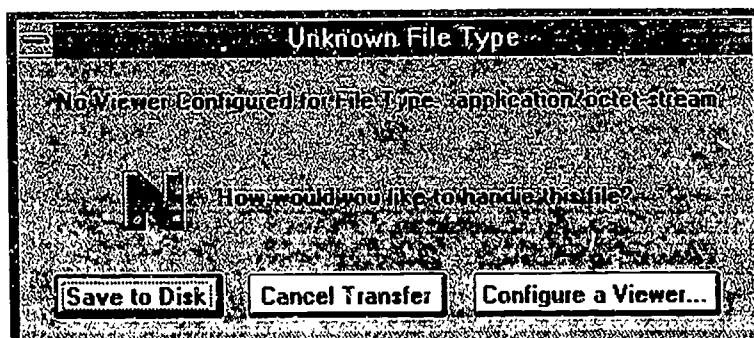 Unknown File Type
No Viewer Configured for File Type: application/octet-stream.
N
How would you like to handle this file?
Save to Disk
Cancel Transfer
Configure a Viewer...